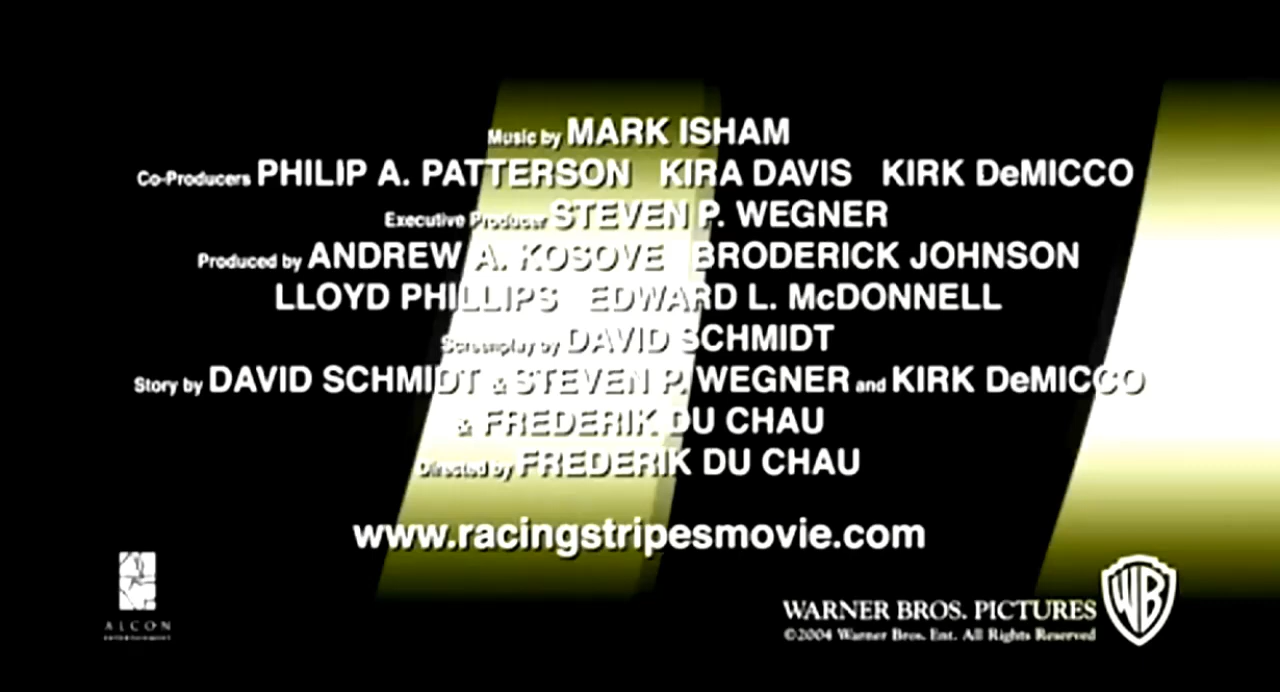 Music by MARK ISHAM
Co-Producers PHILIP A. PATTERSON KIRA DAVIS KIRK DeMICCO
Executive Producer STEVEN P. WEGNER
Produced by ANDREW A. KOSOVE BRODERICK JOHNSON
LLOYD PHILLIPS EDWARD L. McDONNELL
Screenplay by DAVID SCHMIDT
Story by DAVID SCHMIDT & STEVEN P. WEGNER and KIRK DeMICCO
& FREDERIK DU CHAU
Directed by FREDERIK DU CHAU
www.racingstripesmovie.com
ALCON
ENTERTAINMENT
WARNER BROS. PICTURES
©2004 Warner Bros. Ent. All Rights Reserved
WB